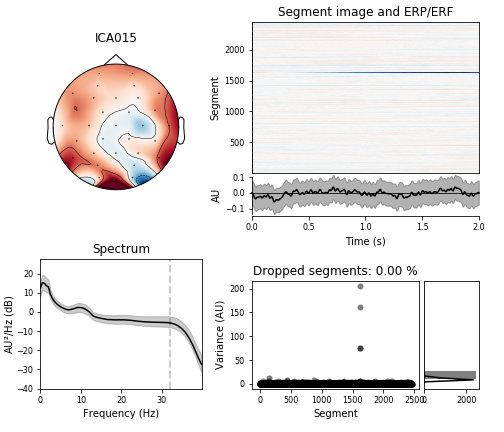 ICA015
Segment image and ERP/ERF
Segment
2000
1500
1000
500
AU
0.1
0.0
−0.1
0.0 0.5 1.0 1.5 2.0
Time (s)
Spectrum
AU²/Hz (dB)
20
10
0
−10
−20
−30
−40
0 10 20 30
Frequency (Hz)
Dropped segments: 0.00 %
Variance (AU)
200
150
100
50
0
0 500 1000 1500 2000 2500
Segment
0 2000